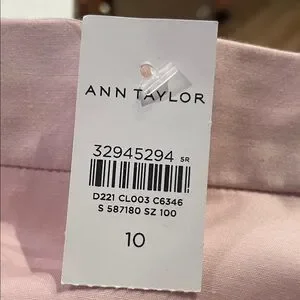 ANN TAYLOR
32945294 SR
D221 CL003 C6346
S 587180 SZ 100
10